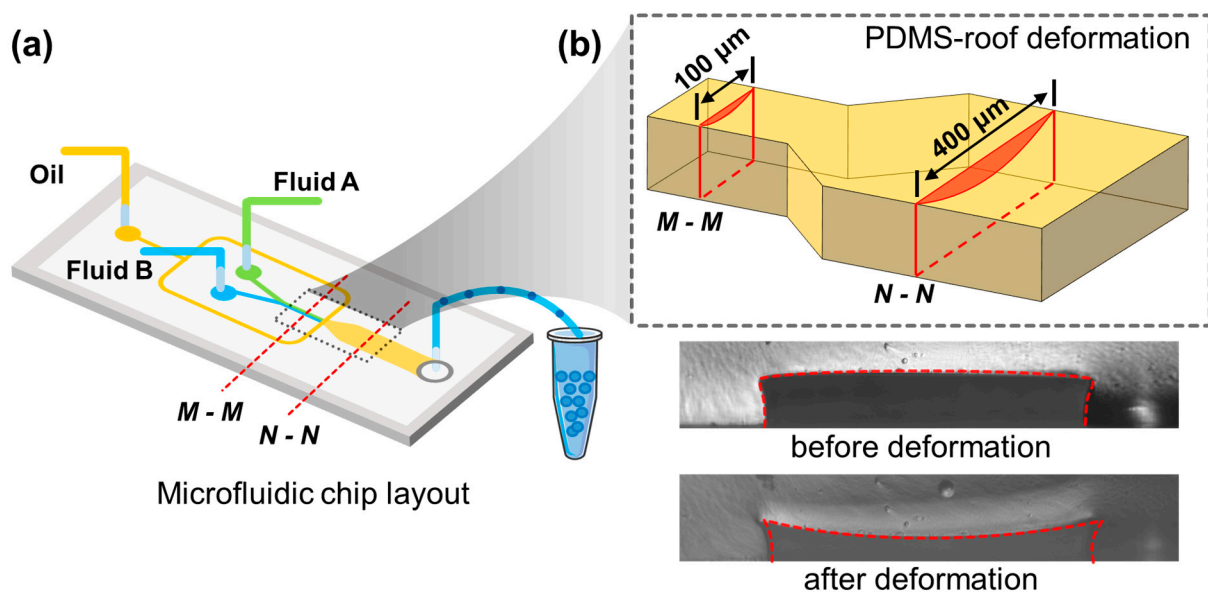 (a)
Oil
Fluid A
Fluid B
M - M
N - N
Microfluidic chip layout
(b)
PDMS-roof deformation
100 μm
400 μm
M - M
N - N
before deformation
after deformation